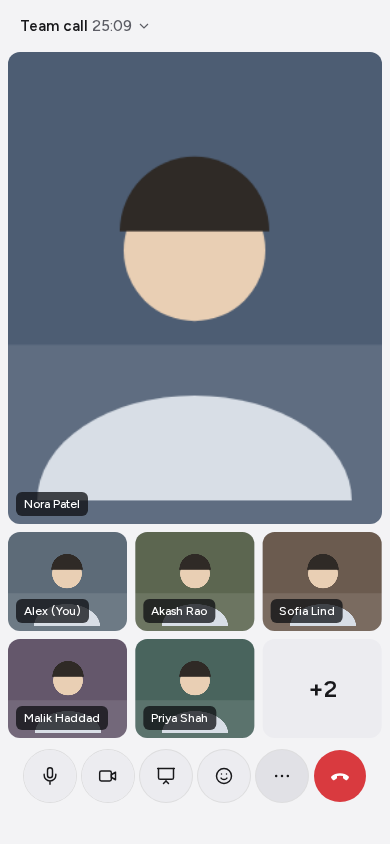 Team call 25:09
Nora Patel
Alex (You)
Akash Rao
Sofia Lind
Malik Haddad
Priya Shah
+2